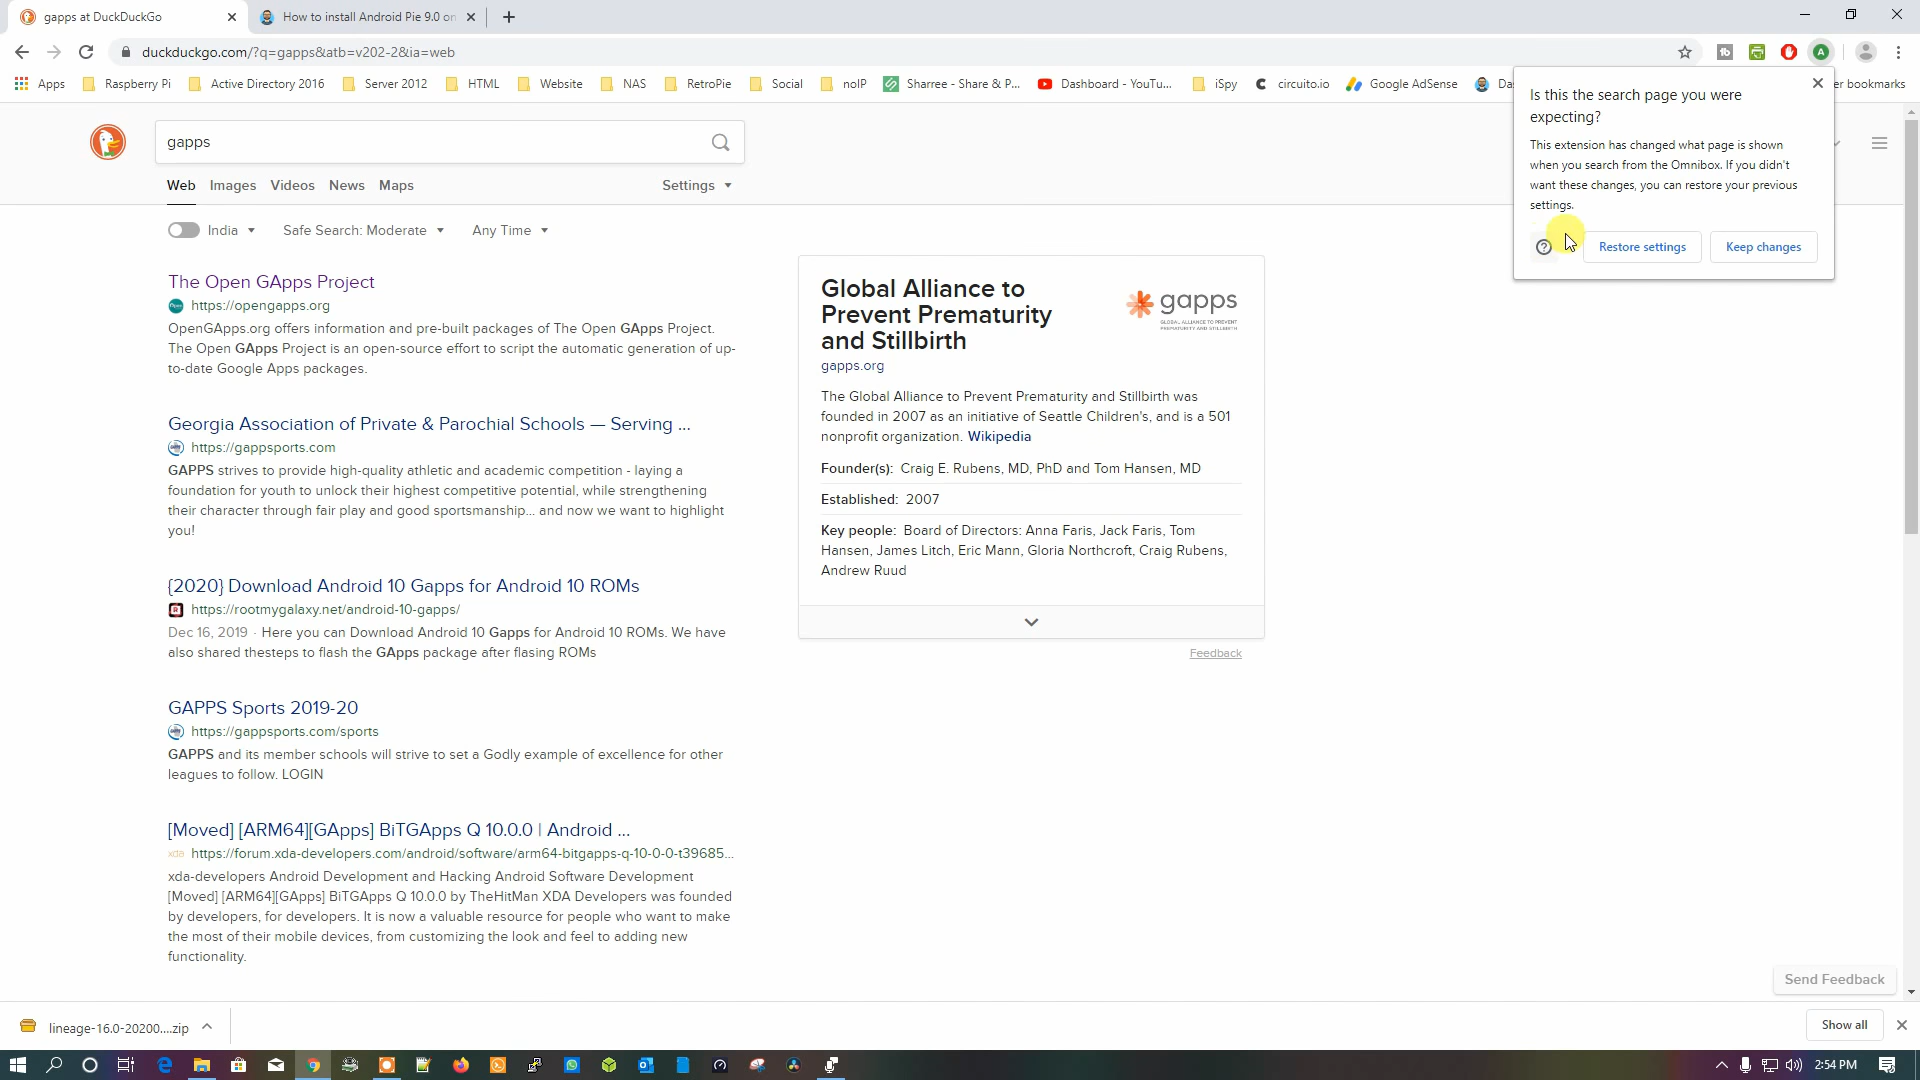 gapps at DuckDuckGo
How to install Android Pie 9.0 on
duckduckgo.com/?q=gapps&atb=v202-2&ia=web
Apps
Raspberry Pi
Active Directory 2016
Server 2012
HTML
Website
NAS
RetroPie
Social
noIP
Sharree - Share & P...
Dashboard - YouTu...
iSpy
circuito.io
Google AdSense
Das
er bookmarks
Is this the search page you were
expecting?
This extension has changed what page is shown
when you search from the Omnibox. If you didn't
want these changes, you can restore your previous
settings.
Restore settings
Keep changes
gapps
Web
Images
Videos
News
Maps
Settings
India
Safe Search: Moderate
Any Time
The Open GApps Project
https://opengapps.org
OpenGApps.org offers information and pre-built packages of The Open GApps Project.
The Open GApps Project is an open-source effort to script the automatic generation of up-
to-date Google Apps packages.
Georgia Association of Private & Parochial Schools — Serving ...
https://gappsports.com
GAPPS strives to provide high-quality athletic and academic competition - laying a
foundation for youth to unlock their highest competitive potential, while strengthening
their character through fair play and good sportsmanship... and now we want to highlight
you!
{2020} Download Android 10 Gapps for Android 10 ROMs
https://rootmygalaxy.net/android-10-gapps/
Dec 16, 2019 · Here you can Download Android 10 Gapps for Android 10 ROMs. We have
also shared thesteps to flash the GApps package after flasing ROMs
GAPPS Sports 2019-20
https://gappsports.com/sports
GAPPS and its member schools will strive to set a Godly example of excellence for other
leagues to follow. LOGIN
[Moved] [ARM64][GApps] BiTGApps Q 10.0.0 | Android ...
xda https://forum.xda-developers.com/android/software/arm64-bitgapps-q-10-0-0-t39685...
xda-developers Android Development and Hacking Android Software Development
[Moved] [ARM64][GApps] BiTGApps Q 10.0.0 by TheHitMan XDA Developers was founded
by developers, for developers. It is now a valuable resource for people who want to make
the most of their mobile devices, from customizing the look and feel to adding new
functionality.
Global Alliance to
Prevent Prematurity
and Stillbirth
gapps
GLOBAL ALLIANCE TO PREVENT
PREMATURITY AND STILLBIRTH
gapps.org
The Global Alliance to Prevent Prematurity and Stillbirth was
founded in 2007 as an initiative of Seattle Children's, and is a 501
nonprofit organization. Wikipedia
Founder(s): Craig E. Rubens, MD, PhD and Tom Hansen, MD
Established: 2007
Key people: Board of Directors: Anna Faris, Jack Faris, Tom
Hansen, James Litch, Eric Mann, Gloria Northcroft, Craig Rubens,
Andrew Ruud
Feedback
Send Feedback
lineage-16.0-20200....zip
Show all
2:54 PM